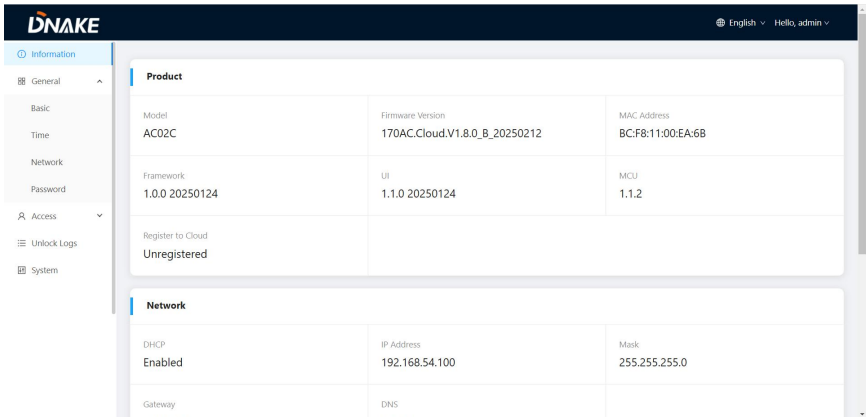 DNAKE
English
Hello, admin
Information
General
Basic
Time
Network
Password
Access
Unlock Logs
System
Product
Model
Firmware Version
MAC Address
AC02C
170AC.Cloud.V1.8.0_B_20250212
BC:F8:11:00:EA:6B
Framework
UI
MCU
1.0.0 20250124
1.1.0 20250124
1.1.2
Register to Cloud
Unregistered
Network
DHCP
IP Address
Mask
Enabled
192.168.54.100
255.255.255.0
Gateway
DNS